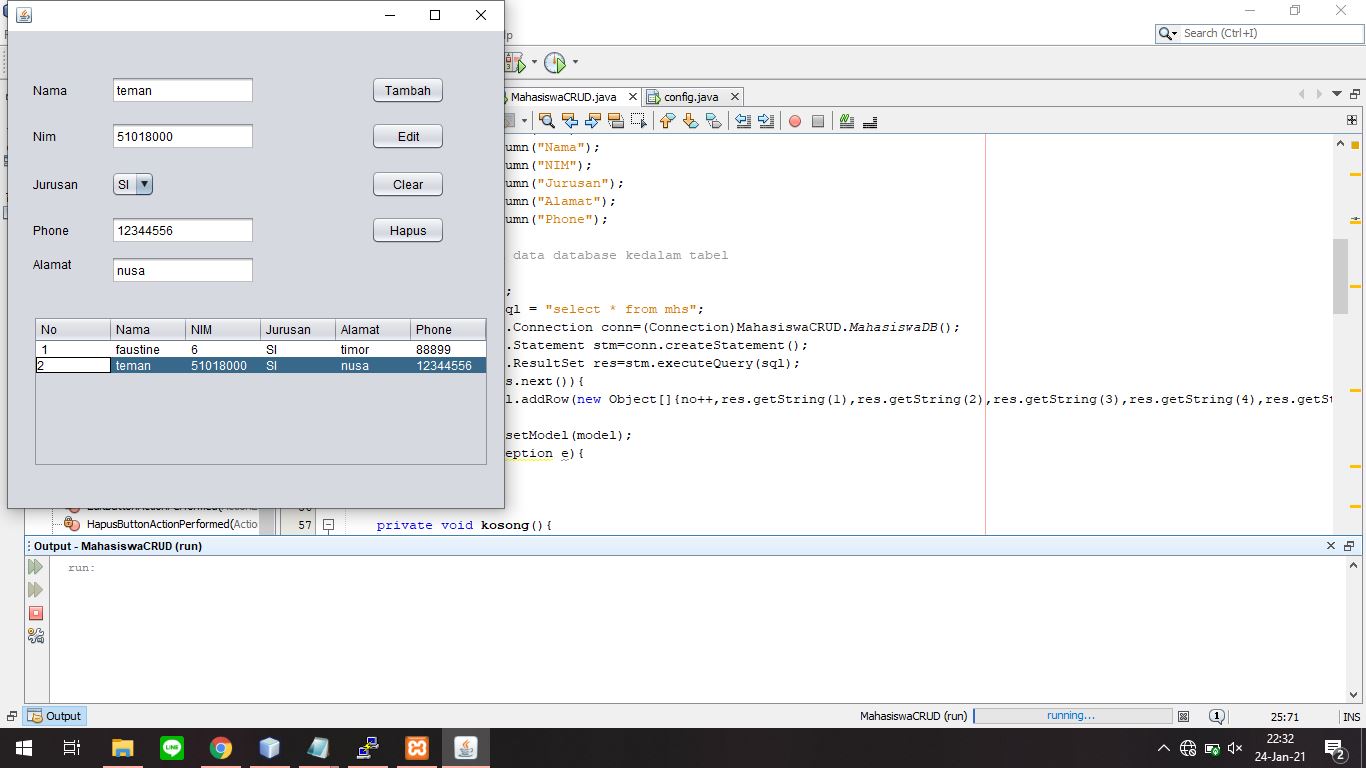 lp
Search (Ctrl+I)
MahasiswaCRUD.java
config.java
Nama
teman
Tambah
Nim
51018000
Edit
Jurusan
SI
Clear
Phone
12344556
Hapus
Alamat
nusa
No Nama NIM Jurusan Alamat Phone
1 faustine 6 SI timor 88899
2 teman 51018000 SI nusa 12344556
umn("Nama");
umn("NIM");
umn("Jurusan");
umn("Alamat");
umn("Phone");
data database kedalam tabel
;
ql = "select * from mhs";
.Connection conn=(Connection)MahasiswaCRUD.MahasiswaDB();
.Statement stm=conn.createStatement();
.ResultSet res=stm.executeQuery(sql);
s.next()){
l.addRow(new Object[]{no++,res.getString(1),res.getString(2),res.getString(3),res.getString(4),res.getSt
setModel(model);
eption e){
HapusButtonActionPerformed(Actio
57 private void kosong(){
Output - MahasiswaCRUD (run)
run:
Output
MahasiswaCRUD (run)
running...
1
25:71
INS
LINE
22:32
24-Jan-21
2